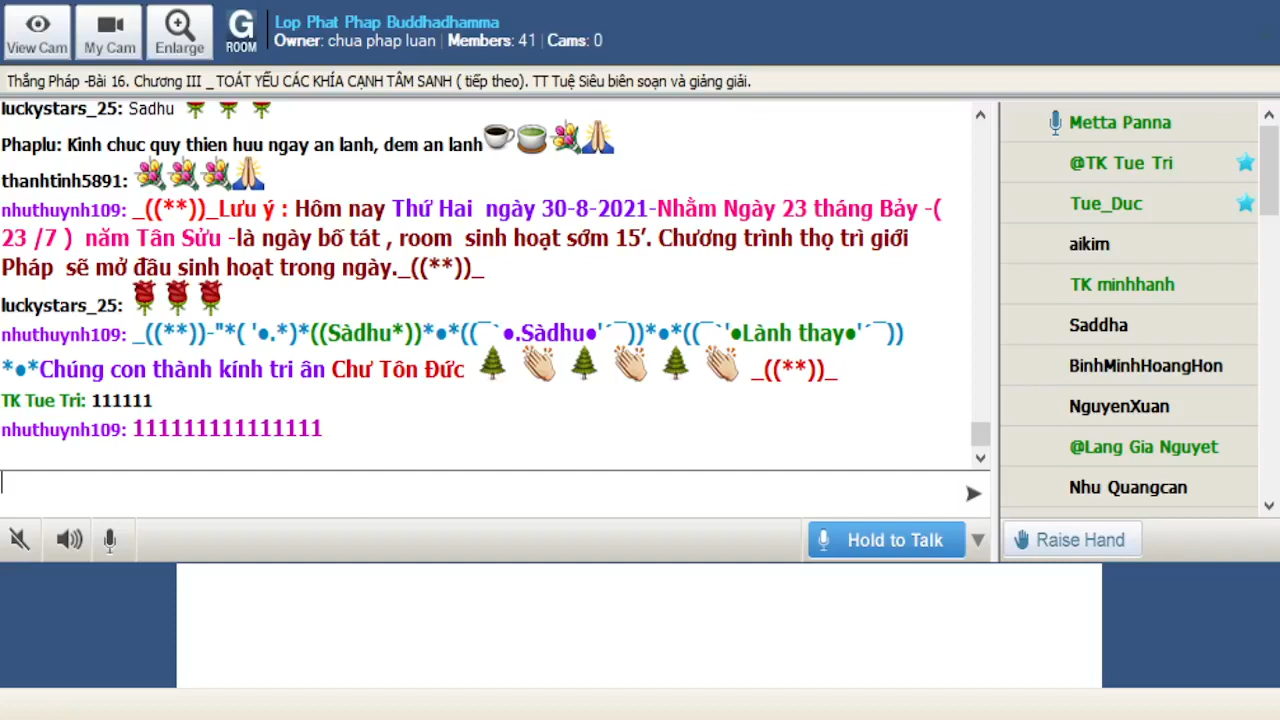 View Cam
My Cam
Enlarge
G
ROOM
Lop Phat Phap Buddhadhamma
Owner: chua phap luan | Members: 41 | Cams: 0
Thắng Pháp -Bài 16. Chương III _ TOÁT YẾU CÁC KHÍA CẠNH TÂM SANH ( tiếp theo). TT Tuệ Siêu biên soạn và giảng giải.
luckystars_25: Sadhu
Phaplu: Kinh chuc quy thien huu ngay an lanh, dem an lanh
thanhtinh5891:
nhuthuynh109: _((**))_Lưu ý : Hôm nay Thứ Hai ngày 30-8-2021-Nhằm Ngày 23 tháng Bảy -(
23 /7 ) năm Tân Sửu -là ngày bố tát , room sinh hoạt sớm 15’. Chương trình thọ trì giới
Pháp sẽ mở đầu sinh hoạt trong ngày._((**))_
luckystars_25:
nhuthuynh109: _((**))-"*( '●.*)*((Sàdhu*))*●*((¯`●.Sàdhu●'´¯))*●*((¯`'●Lành thay●'´¯))
*●*Chúng con thành kính tri ân Chư Tôn Đức _((**))_
TK Tue Tri: 111111
nhuthuynh109: 111111111111111
Hold to Talk
Metta Panna
@TK Tue Tri
Tue_Duc
aikim
TK minhhanh
Saddha
BinhMinhHoangHon
NguyenXuan
@Lang Gia Nguyet
Nhu Quangcan
Raise Hand